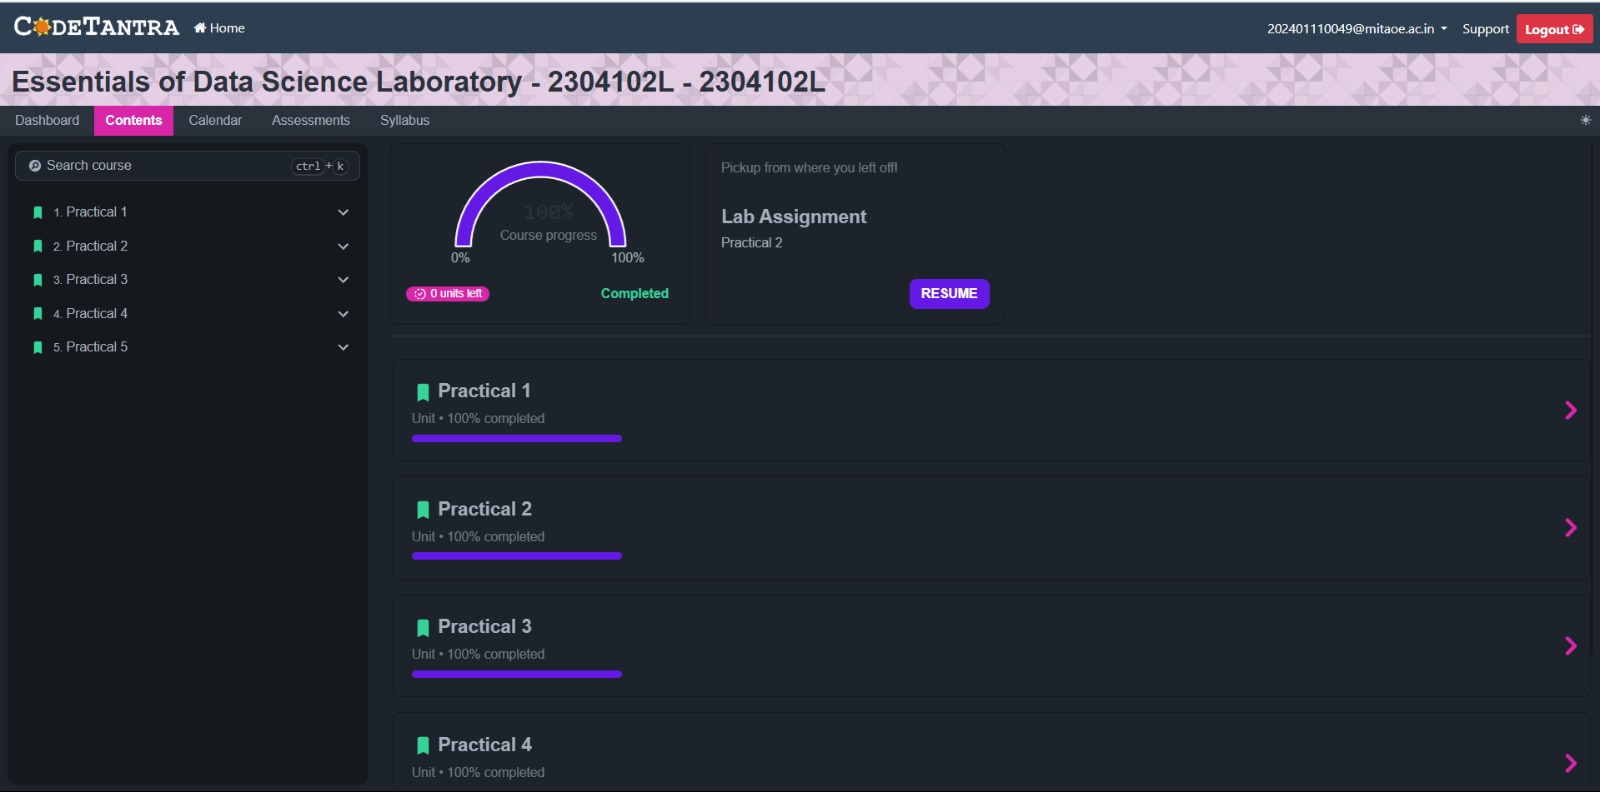 CODETANTRA Home 202401110049@mitaoe.ac.in Support Logout
Essentials of Data Science Laboratory - 2304102L - 2304102L
Dashboard Contents Calendar Assessments Syllabus
Search course ctrl + k
1. Practical 1
2. Practical 2
3. Practical 3
4. Practical 4
5. Practical 5
100%
Course progress
0% 100%
0 units left Completed
Pickup from where you left off!
Lab Assignment
Practical 2
RESUME
Practical 1
Unit • 100% completed
Practical 2
Unit • 100% completed
Practical 3
Unit • 100% completed
Practical 4
Unit • 100% completed